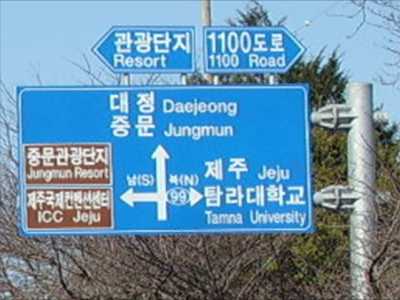 관광단지
Resort
1100도로
1100 Road
대정 Daejeong
중문 Jungmun
중문관광단지
Jungmun Resort
제주국제컨벤션센터
ICC Jeju
남(S) 북(N)
99
제주 Jeju
탐라대학교
Tamna University